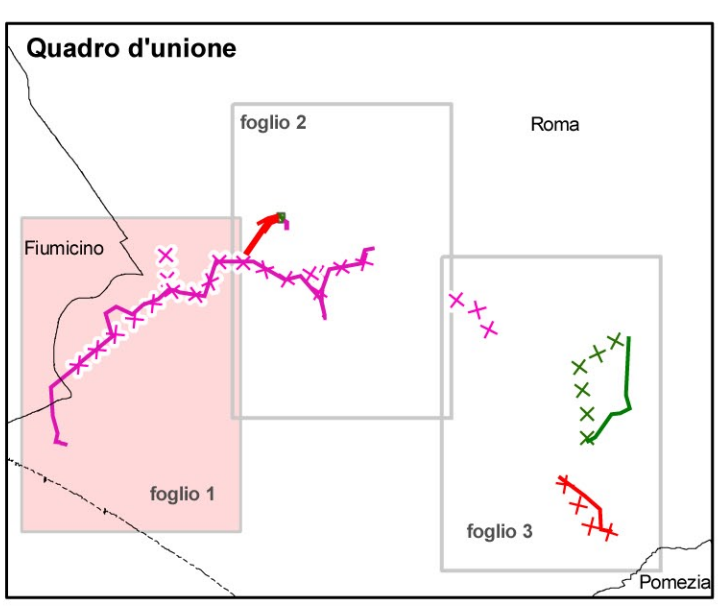 Quadro d'unione
foglio 2
Roma
Fiumicino
foglio 1
foglio 3
Pomezia